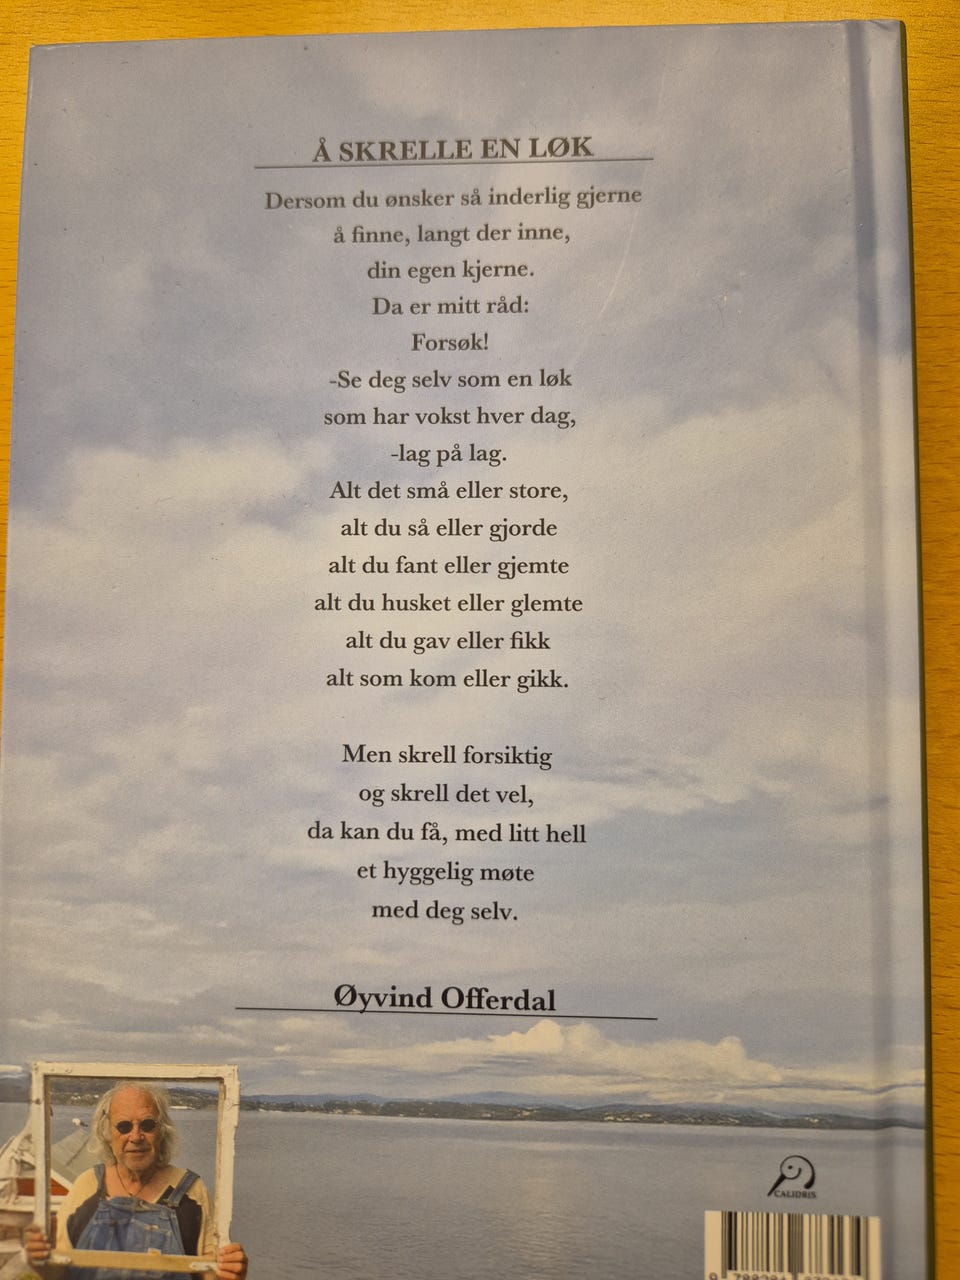 Å SKRELLE EN LØK
Dersom du ønsker så inderlig gjerne
å finne, langt der inne,
din egen kjerne.
Da er mitt råd:
Forsøk!
-Se deg selv som en løk
som har vokst hver dag,
-lag på lag.
Alt det små eller store,
alt du så eller gjorde
alt du fant eller gjemte
alt du husket eller glemte
alt du gav eller fikk
alt som kom eller gikk.
Men skrell forsiktig
og skrell det vel,
da kan du få, med litt hell
et hyggelig møte
med deg selv.
Øyvind Offerdal
CALIDRIS